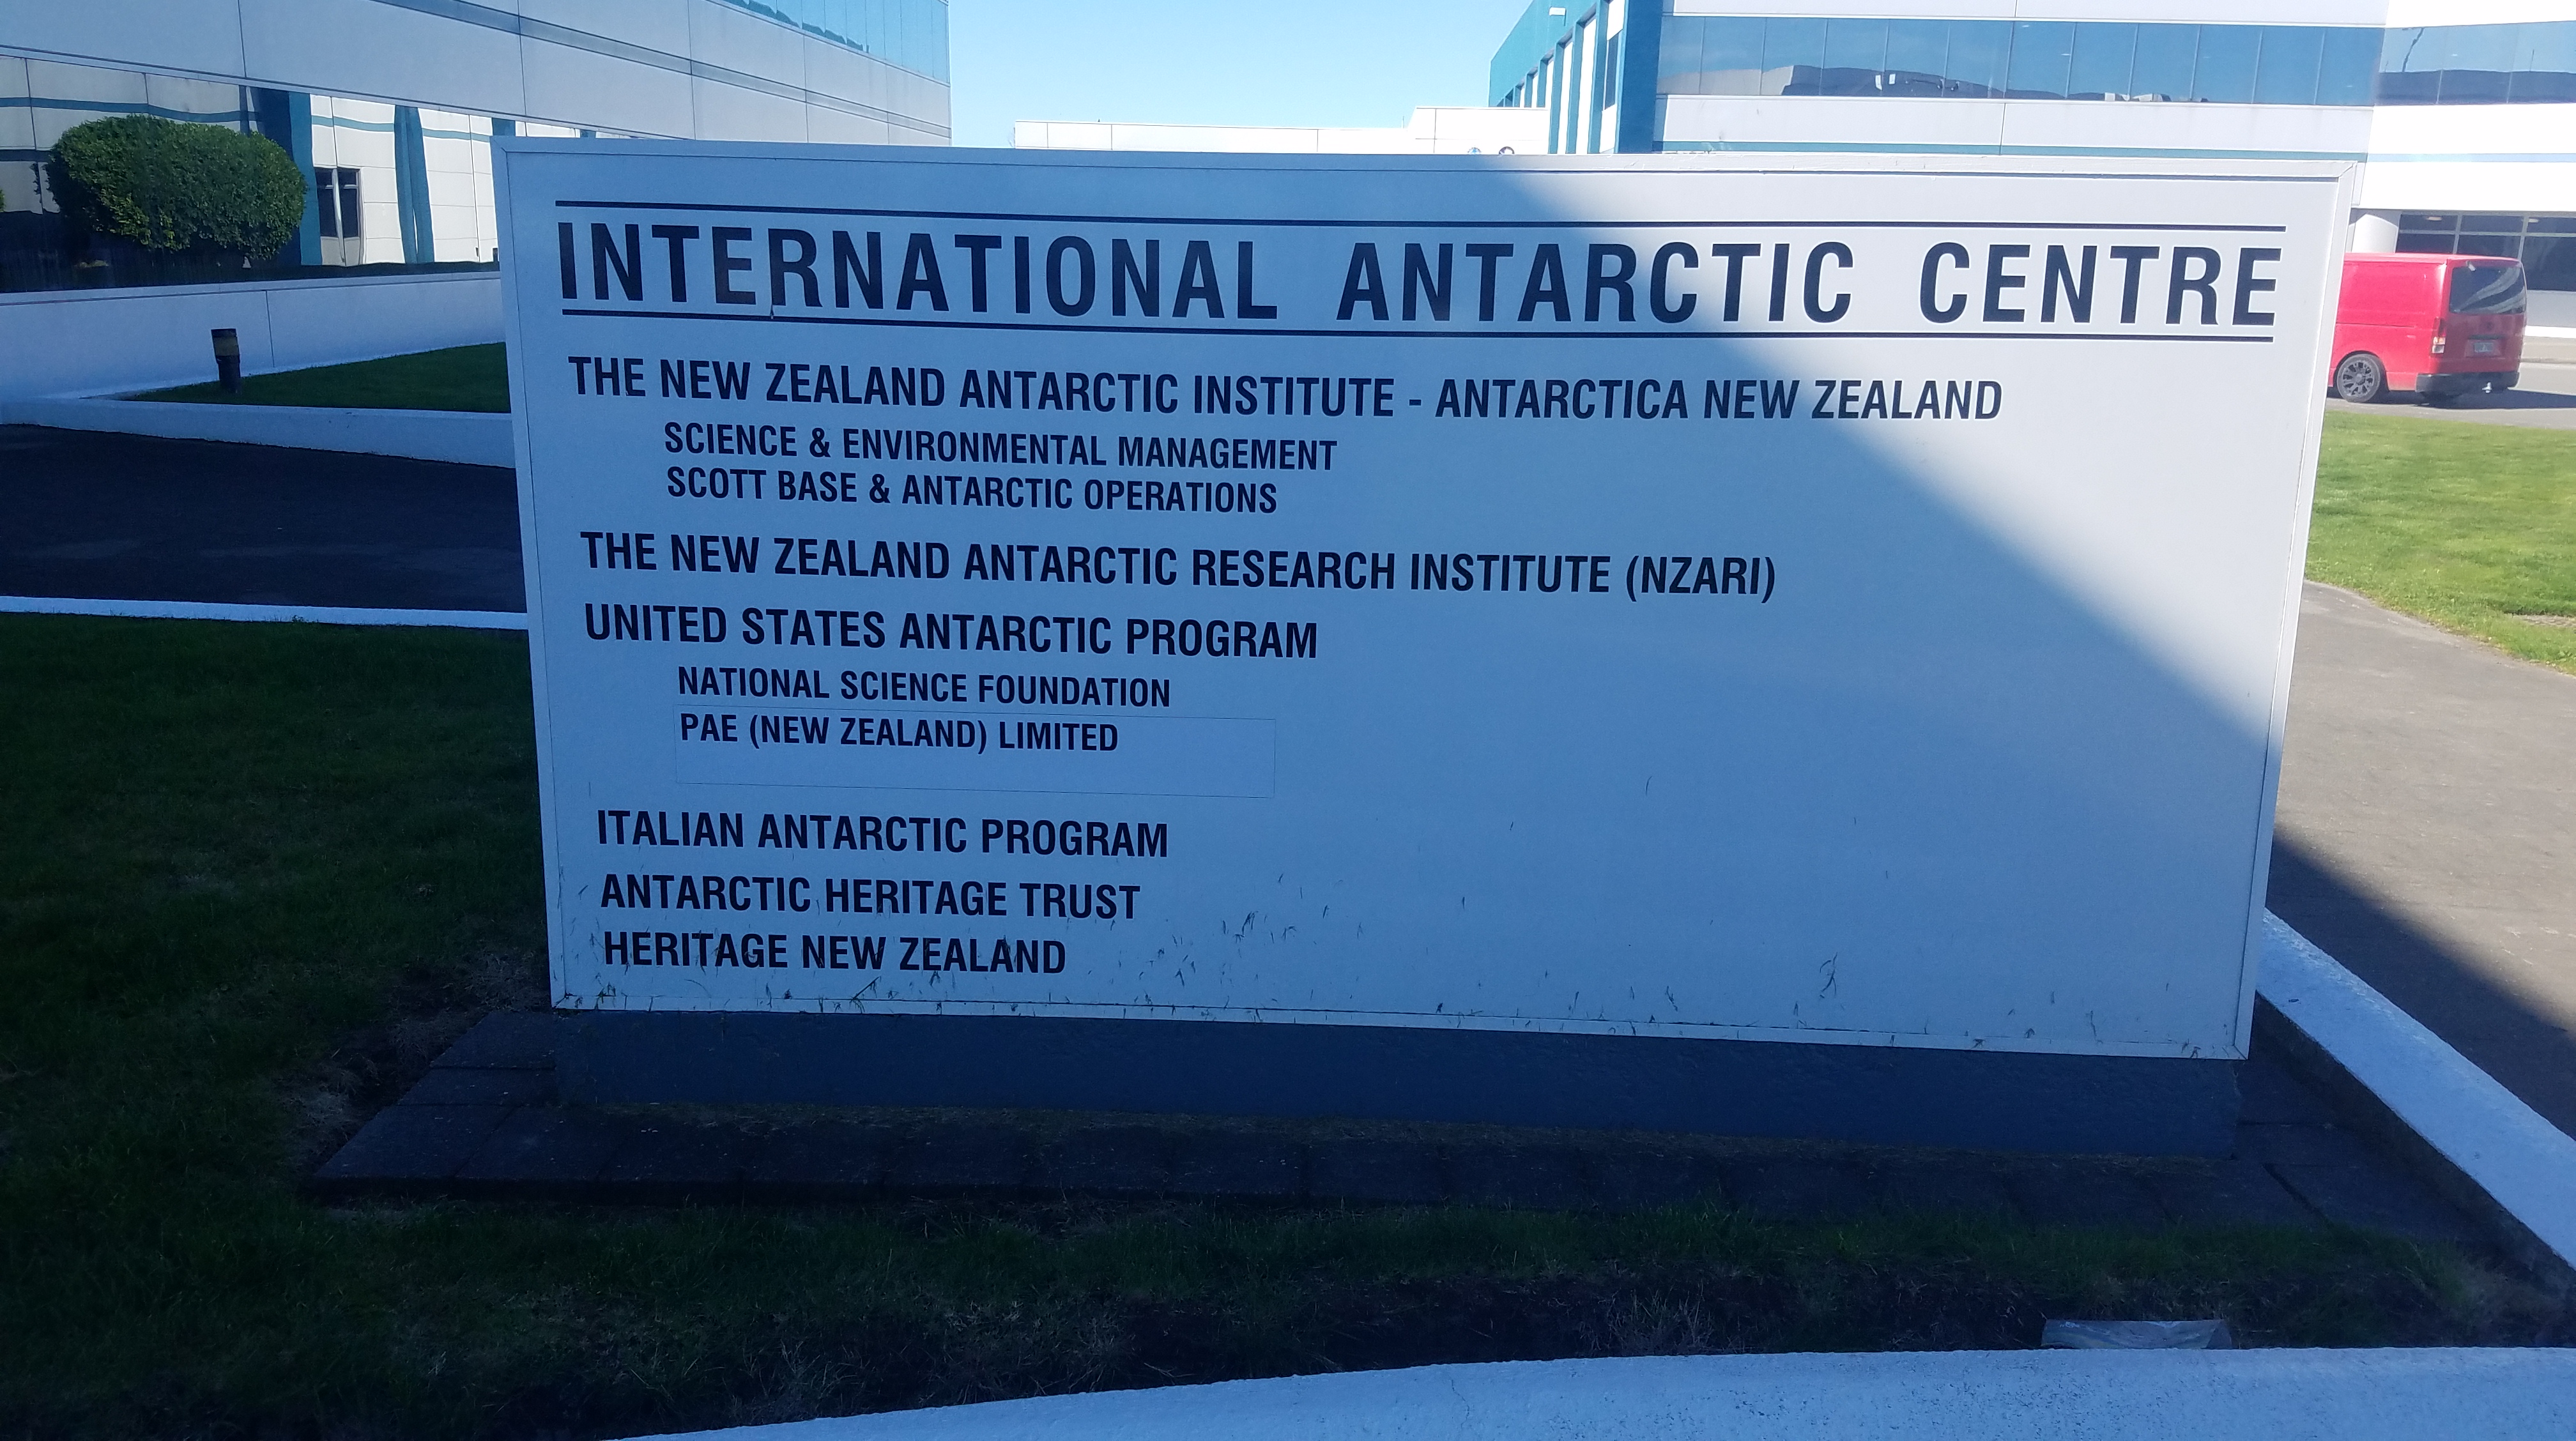 INTERNATIONAL ANTARCTIC CENTRE
THE NEW ZEALAND ANTARCTIC INSTITUTE - ANTARCTICA NEW ZEALAND
SCIENCE & ENVIRONMENTAL MANAGEMENT
SCOTT BASE & ANTARCTIC OPERATIONS
THE NEW ZEALAND ANTARCTIC RESEARCH INSTITUTE (NZARI)
UNITED STATES ANTARCTIC PROGRAM
NATIONAL SCIENCE FOUNDATION
PAE (NEW ZEALAND) LIMITED
ITALIAN ANTARCTIC PROGRAM
ANTARCTIC HERITAGE TRUST
HERITAGE NEW ZEALAND